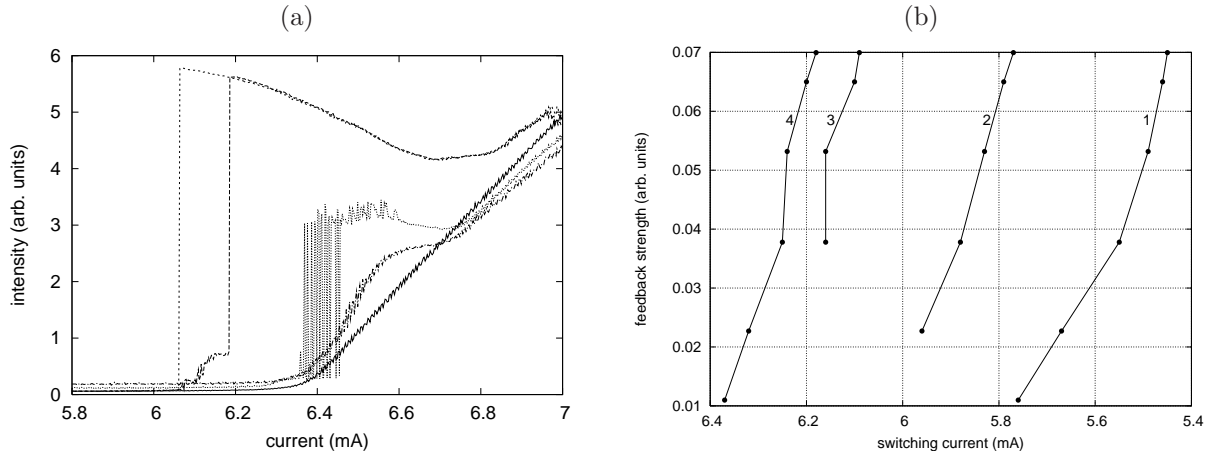 (a)
6
5
4
3
2
1
0
intensity (arb. units)
5.8 6 6.2 6.4 6.6 6.8 7
current (mA)
(b)
0.07
0.06
0.05
0.04
0.03
0.02
0.01
feedback strength (arb. units)
4 3 2 1
6.4 6.2 6 5.8 5.6 5.4
switching current (mA)